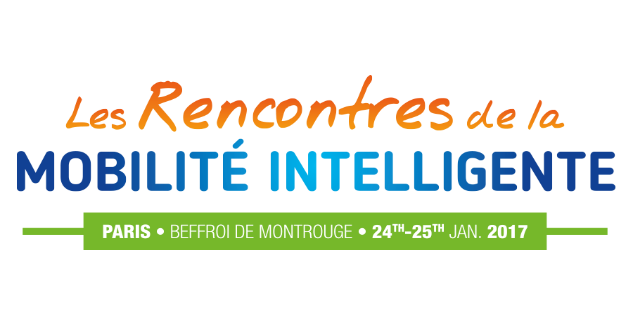 Les Rencontres de la
MOBILITÉ INTELLIGENTE
PARIS • BEFFROI DE MONTROUGE • 24TH-25TH JAN. 2017